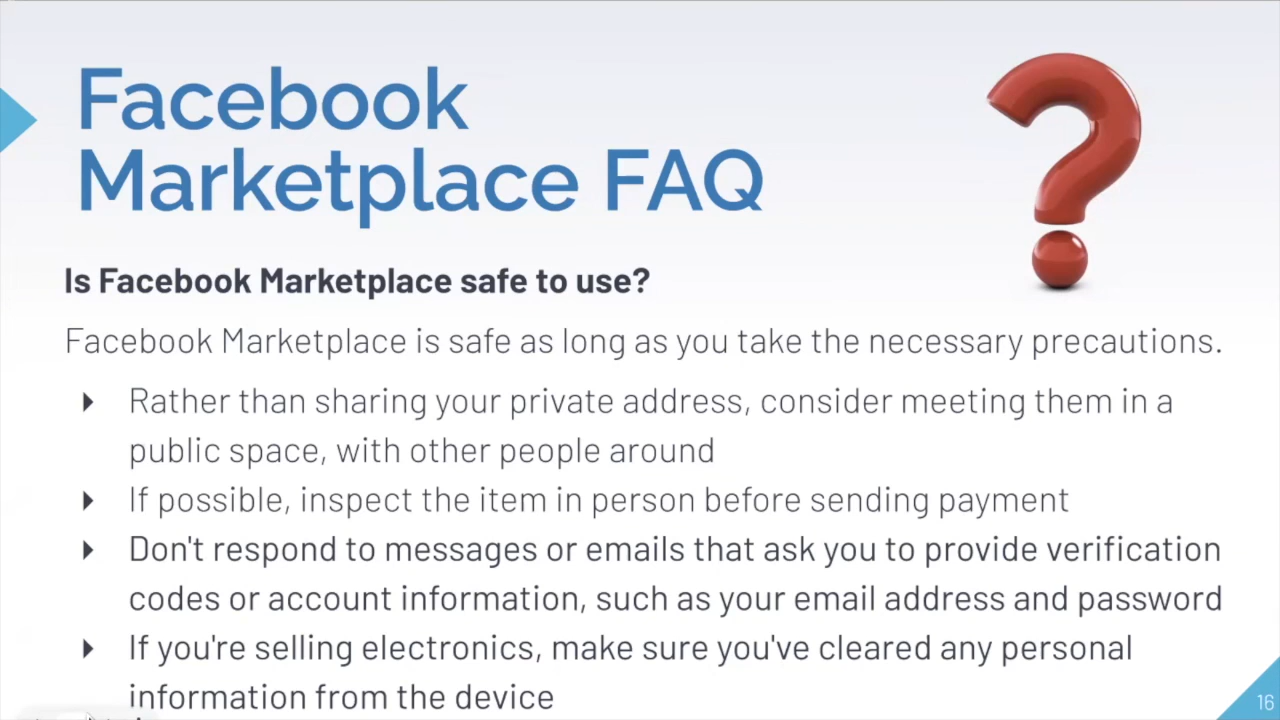 Facebook
Marketplace FAQ
Is Facebook Marketplace safe to use?
Facebook Marketplace is safe as long as you take the necessary precautions.
Rather than sharing your private address, consider meeting them in a
public space, with other people around
If possible, inspect the item in person before sending payment
Don't respond to messages or emails that ask you to provide verification
codes or account information, such as your email address and password
If you're selling electronics, make sure you've cleared any personal
information from the device
16